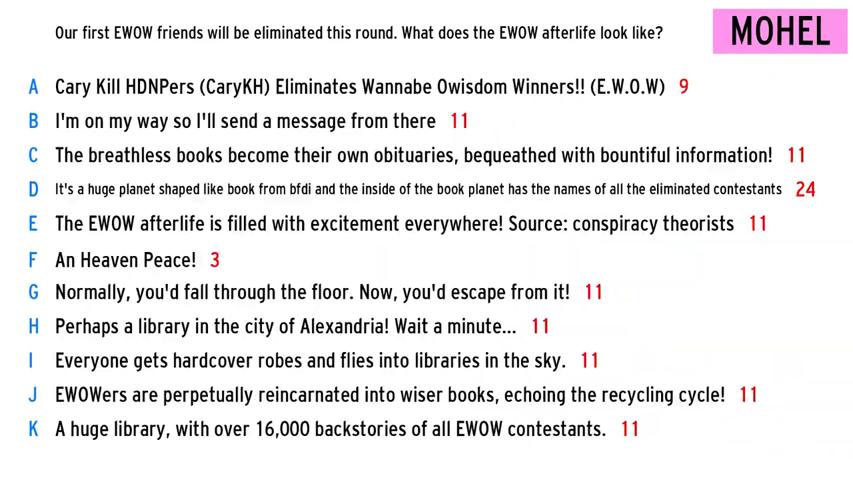 Our first EWOW friends will be eliminated this round. What does the EWOW afterlife look like?
MOHEL
A Cary Kill HDNPers (CaryKH) Eliminates Wannabe Owisdom Winners!! (E.W.O.W) 9
B I'm on my way so I'll send a message from there 11
C The breathless books become their own obituaries, bequeathed with bountiful information! 11
D It's a huge planet shaped like book from bfdi and the inside of the book planet has the names of all the eliminated contestants 24
E The EWOW afterlife is filled with excitement everywhere! Source: conspiracy theorists 11
F An Heaven Peace! 3
G Normally, you'd fall through the floor. Now, you'd escape from it! 11
H Perhaps a library in the city of Alexandria! Wait a minute... 11
I Everyone gets hardcover robes and flies into libraries in the sky. 11
J EWOWers are perpetually reincarnated into wiser books, echoing the recycling cycle! 11
K A huge library, with over 16,000 backstories of all EWOW contestants. 11